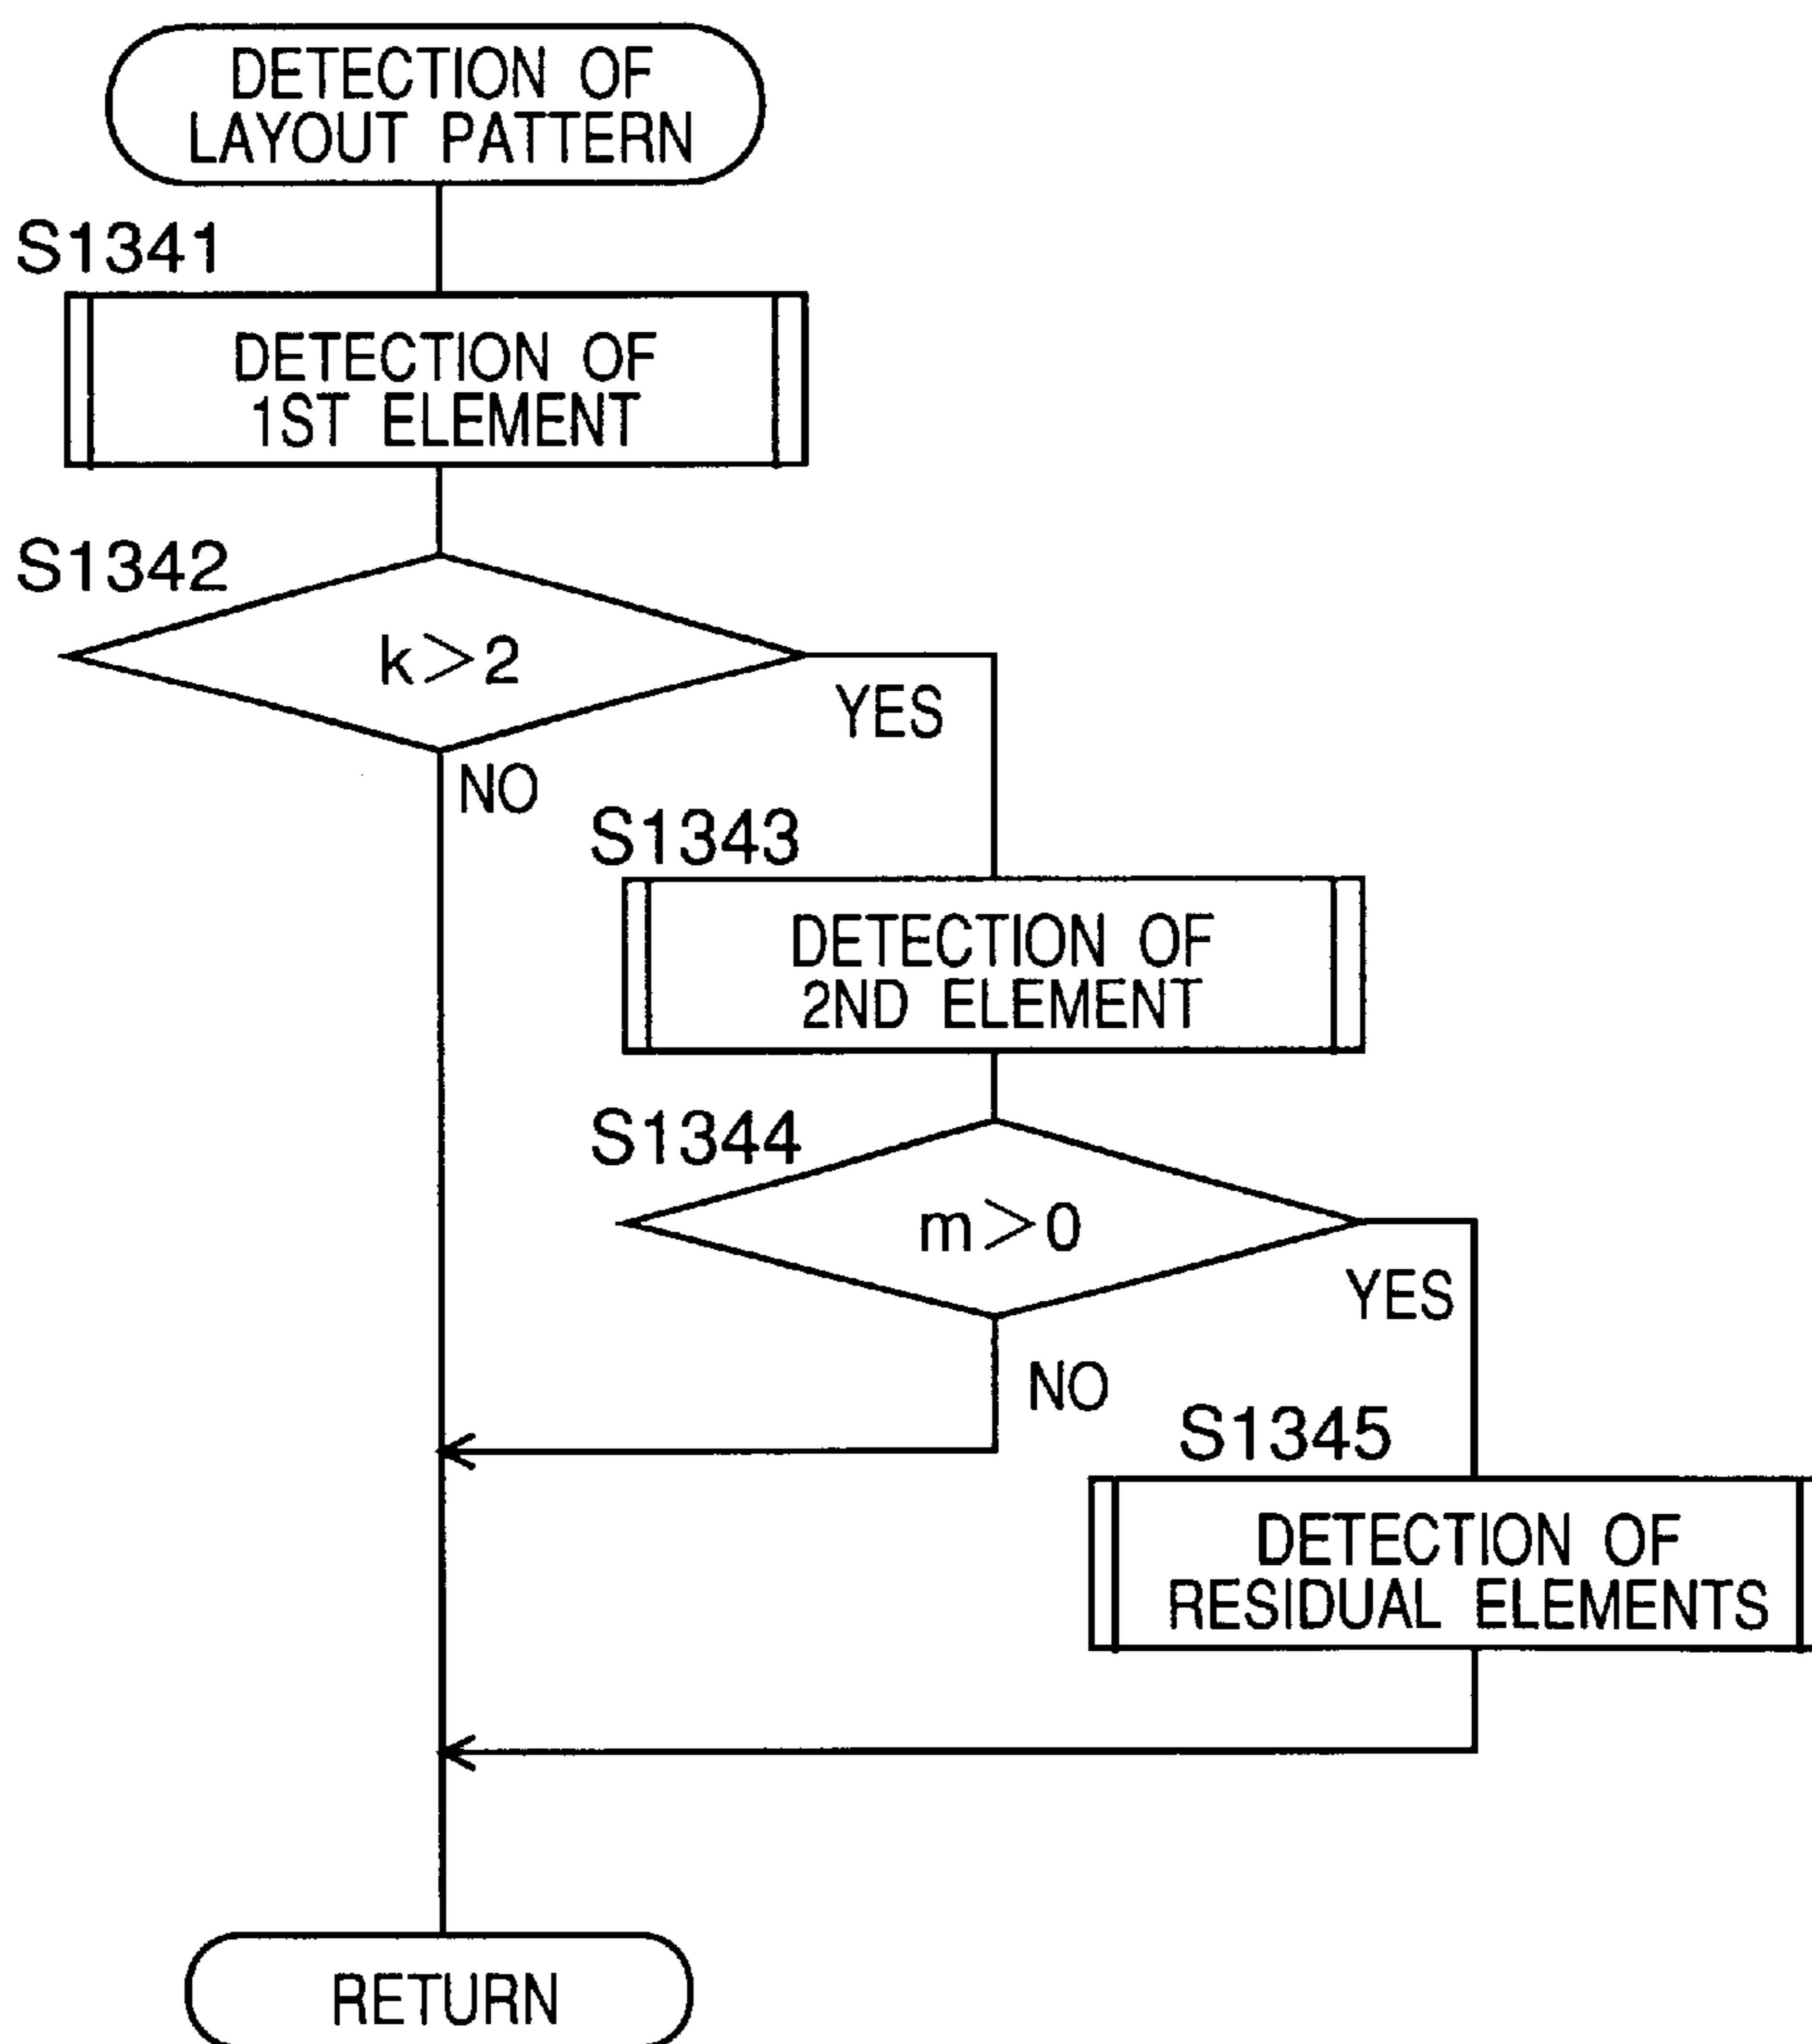 DETECTION OF
LAYOUT PATTERN
S1341
DETECTION OF
1ST ELEMENT
S1342
k>2
YES
NO
S1343
DETECTION OF
2ND ELEMENT
S1344
m>0
YES
NO
S1345
DETECTION OF
RESIDUAL ELEMENTS
RETURN